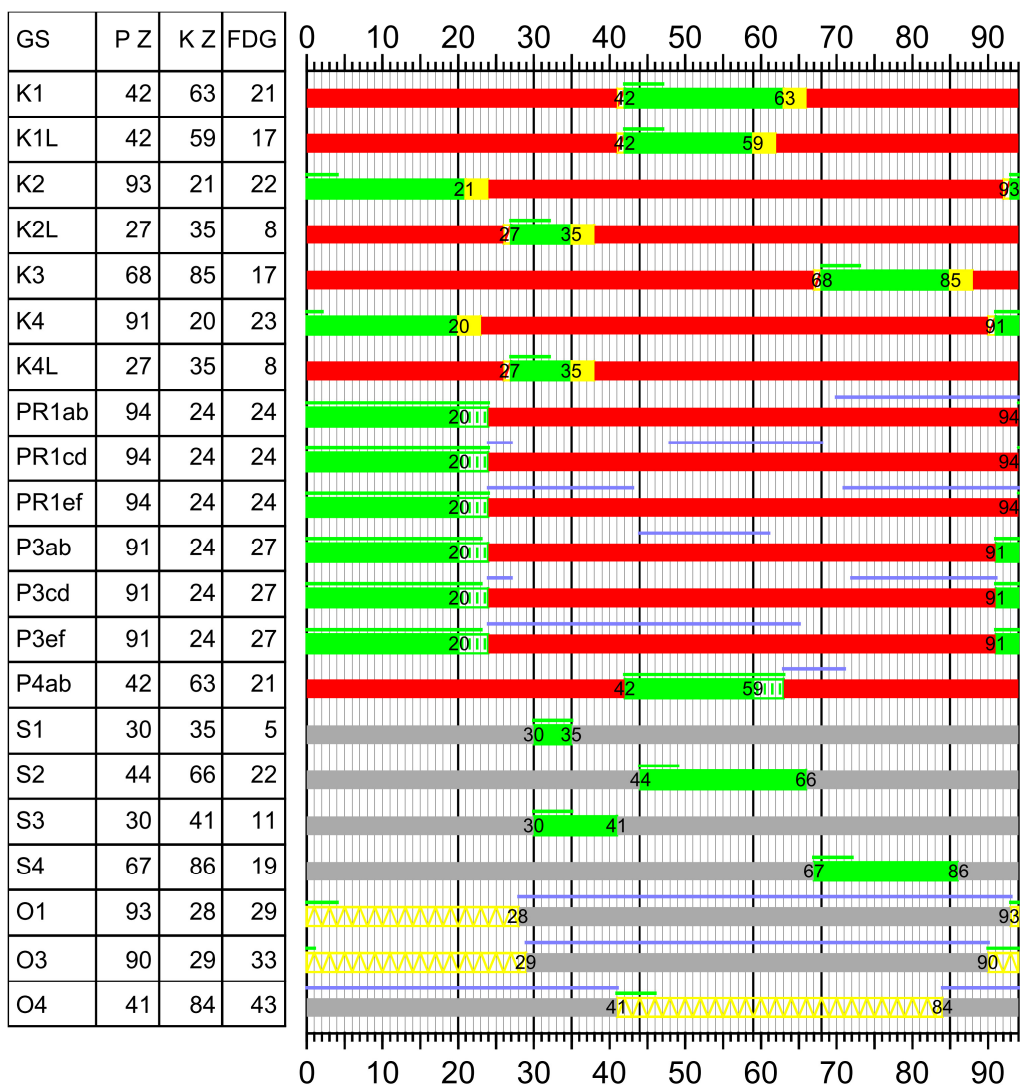 GS P Z K Z FDG 0 10 20 30 40 50 60 70 80 90
K1 42 63 21 42 63
K1L 42 59 17 42 59
K2 93 21 22 21 93
K2L 27 35 8 27 35
K3 68 85 17 68 85
K4 91 20 23 20 91
K4L 27 35 8 27 35
PR1ab 94 24 24 20 94
PR1cd 94 24 24 20 94
PR1ef 94 24 24 20 94
P3ab 91 24 27 20 91
P3cd 91 24 27 20 91
P3ef 91 24 27 20 91
P4ab 42 63 21 42 59
S1 30 35 5 30 35
S2 44 66 22 44 66
S3 30 41 11 30 41
S4 67 86 19 67 86
O1 93 28 29 28 93
O3 90 29 33 29 90
O4 41 84 43 41 84
0 10 20 30 40 50 60 70 80 90